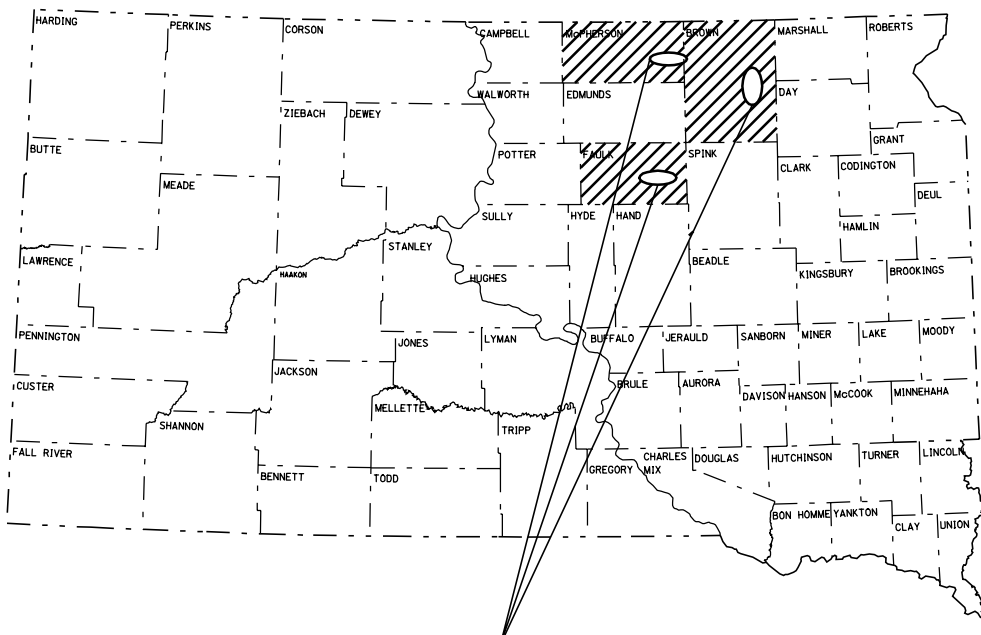 HARDING
PERKINS
CORSON
CAMPBELL
McPHERSON
BROWN
MARSHALL
ROBERTS
WALWORTH
EDMUNDS
DAY
ZIEBACH
DEWEY
BUTTE
POTTER
FAULK
SPINK
GRANT
MEADE
CLARK
CODINGTON
DEUL
SULLY
HYDE
HAND
HAMLIN
STANLEY
LAWRENCE
HAAKON
HUGHES
BEADLE
KINGSBURY
BROOKINGS
PENNINGTON
JONES
LYMAN
BUFFALO
JERAULD
SANBORN
MINER
LAKE
MOODY
CUSTER
JACKSON
BRULE
AURORA
DAVISON
HANSON
McCOOK
MINNEHAHA
MELLETTE
SHANNON
TRIPP
FALL RIVER
BENNETT
TODD
GREGORY
CHARLES
MIX
DOUGLAS
HUTCHINSON
TURNER
LINCOLN
BON HOMME
YANKTON
CLAY
UNION